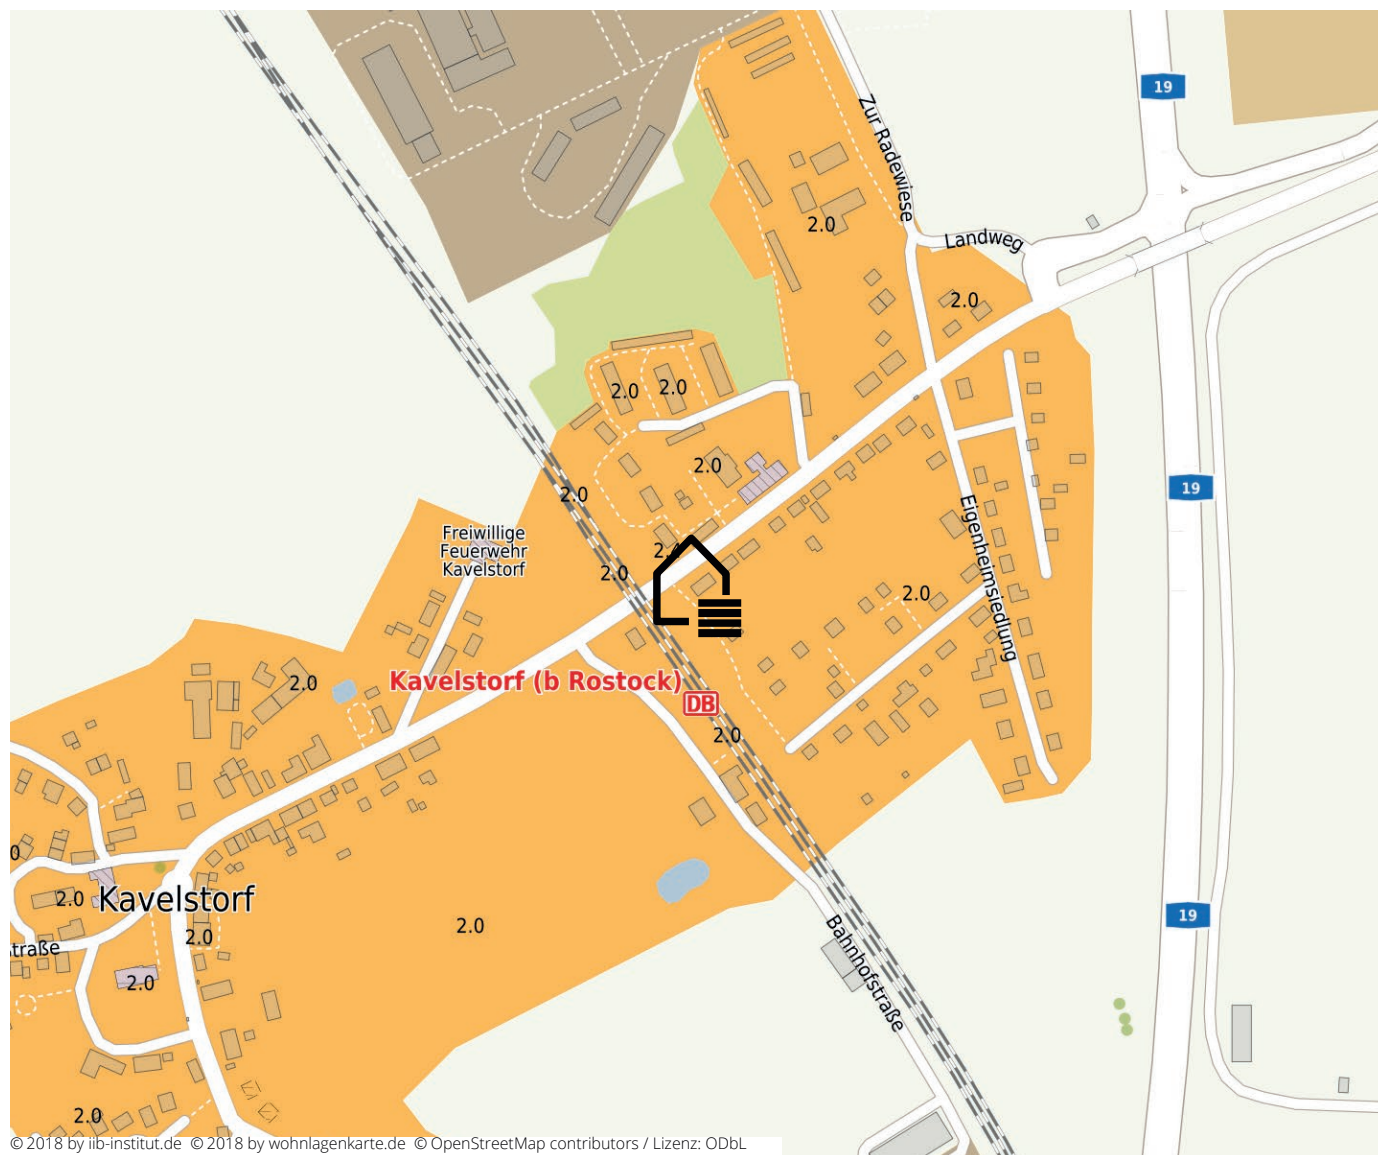 19
Zur Radewiese
2.0
Landweg
2.0
2.0
2.0
2.0
2.0
19
Freiwillige
Feuerwehr
Kavelstorf
Eigenheimsiedlung
2.0
2.0
Kavelstorf (b Rostock)
2.0
DB
2.0
0
2.0
Kavelstorf
19
2.0
2.0
traße
Bahnhofstraße
2.0
2.0
© 2018 by iib-institut.de © 2018 by wohnlagenkarte.de © OpenStreetMap contributors / Lizenz: ODbL